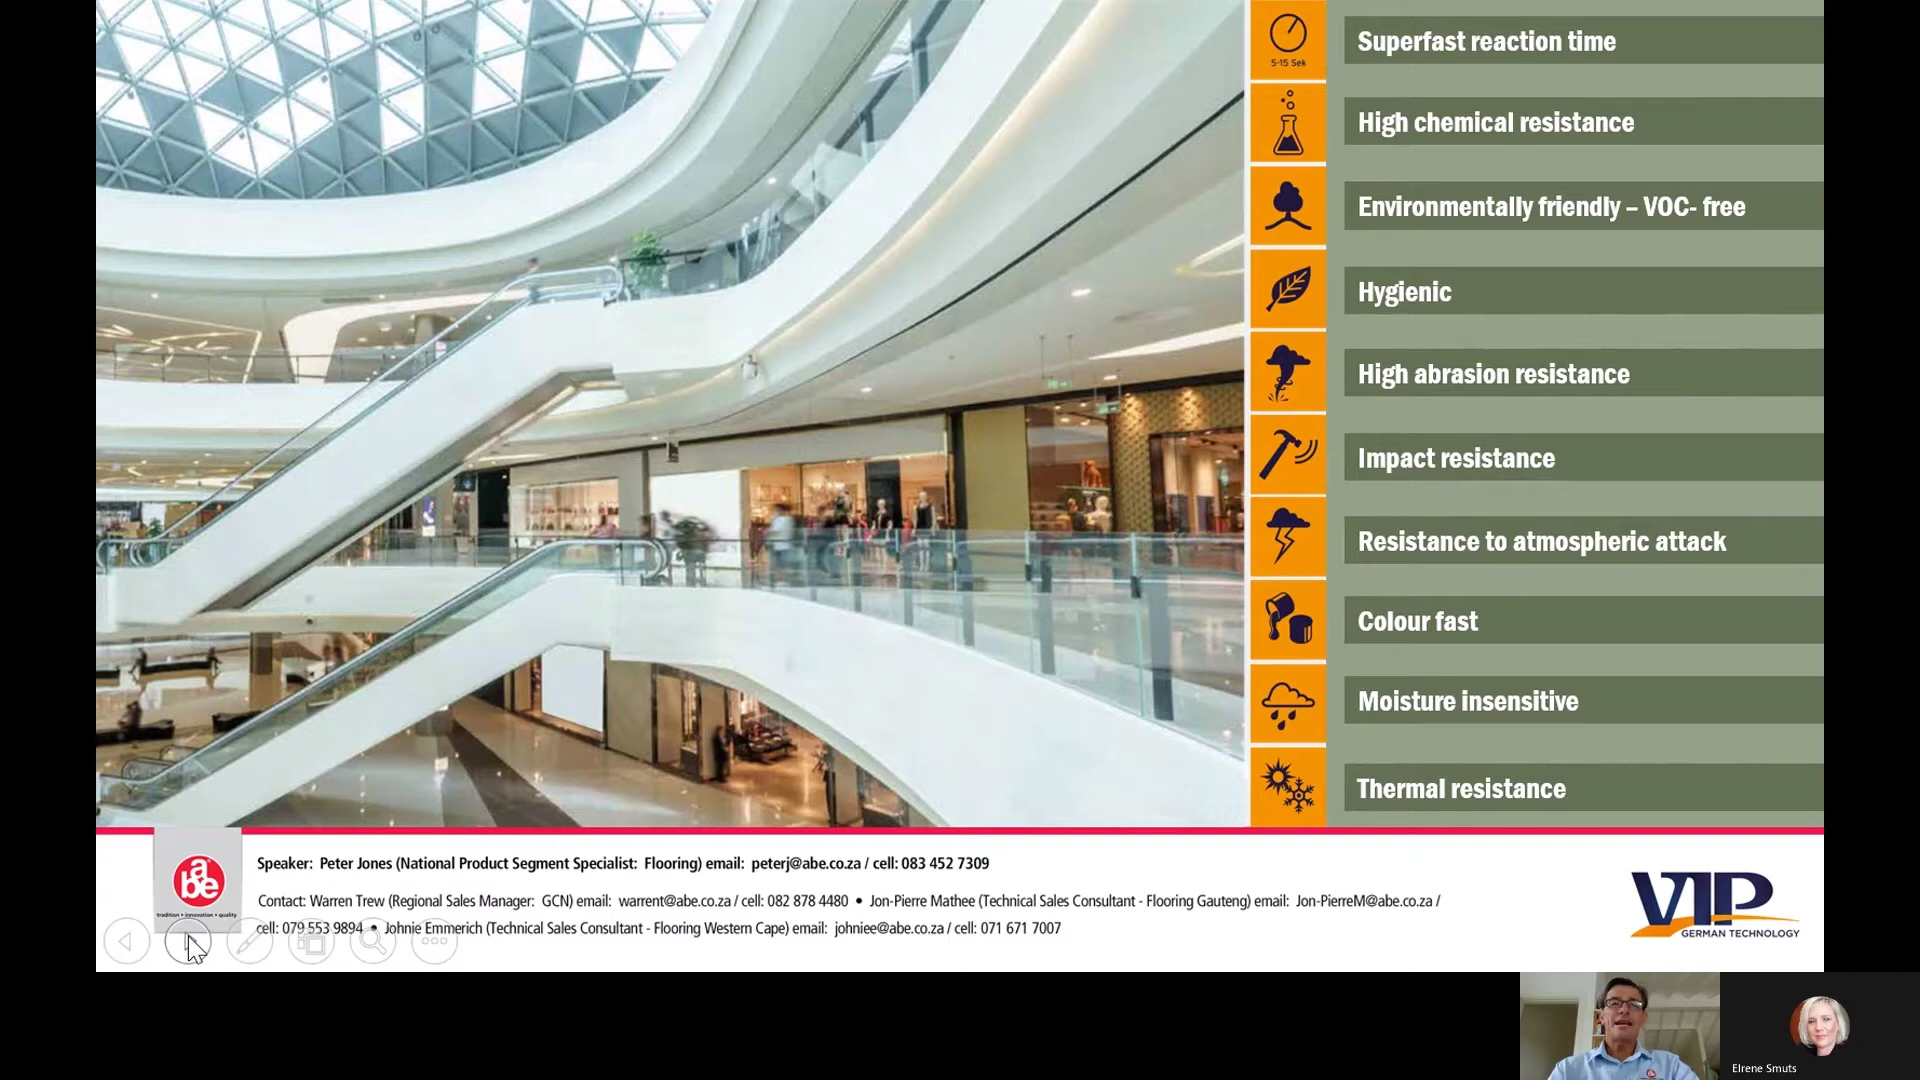 5-15 Sek
Superfast reaction time
High chemical resistance
Environmentally friendly – VOC- free
Hygienic
High abrasion resistance
Impact resistance
Resistance to atmospheric attack
Colour fast
Moisture insensitive
Thermal resistance
abe
tradition • innovation • quality
Speaker: Peter Jones (National Product Segment Specialist: Flooring) email: peterj@abe.co.za / cell: 083 452 7309
Contact: Warren Trew (Regional Sales Manager: GCN) email: warrent@abe.co.za / cell: 082 878 4480 • Jon-Pierre Mathee (Technical Sales Consultant - Flooring Gauteng) email: Jon-PierreM@abe.co.za /
cell: 079 553 9894 • Johnie Emmerich (Technical Sales Consultant - Flooring Western Cape) email: johniee@abe.co.za / cell: 071 671 7007
VIP
GERMAN TECHNOLOGY
Elrene Smuts